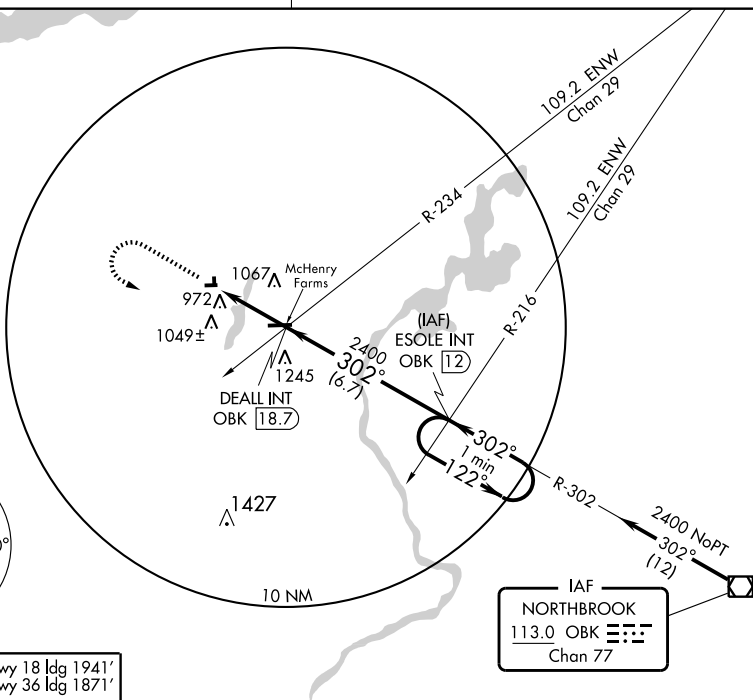 109.2 ENW
Chan 29
109.2 ENW
Chan 29
R-234
R-216
1067
McHenry
Farms
972
1049±
(IAF)
ESOLE INT
OBK 12
2400
302°
(6.7)
1245
DEALL INT
OBK 18.7
302°
1 min
122°
R-302
2400 NoPT
302°
(12)
1427
10 NM
IAF
NORTHBROOK
113.0 OBK
Chan 77
wy 18 ldg 1941'
wy 36 ldg 1871'